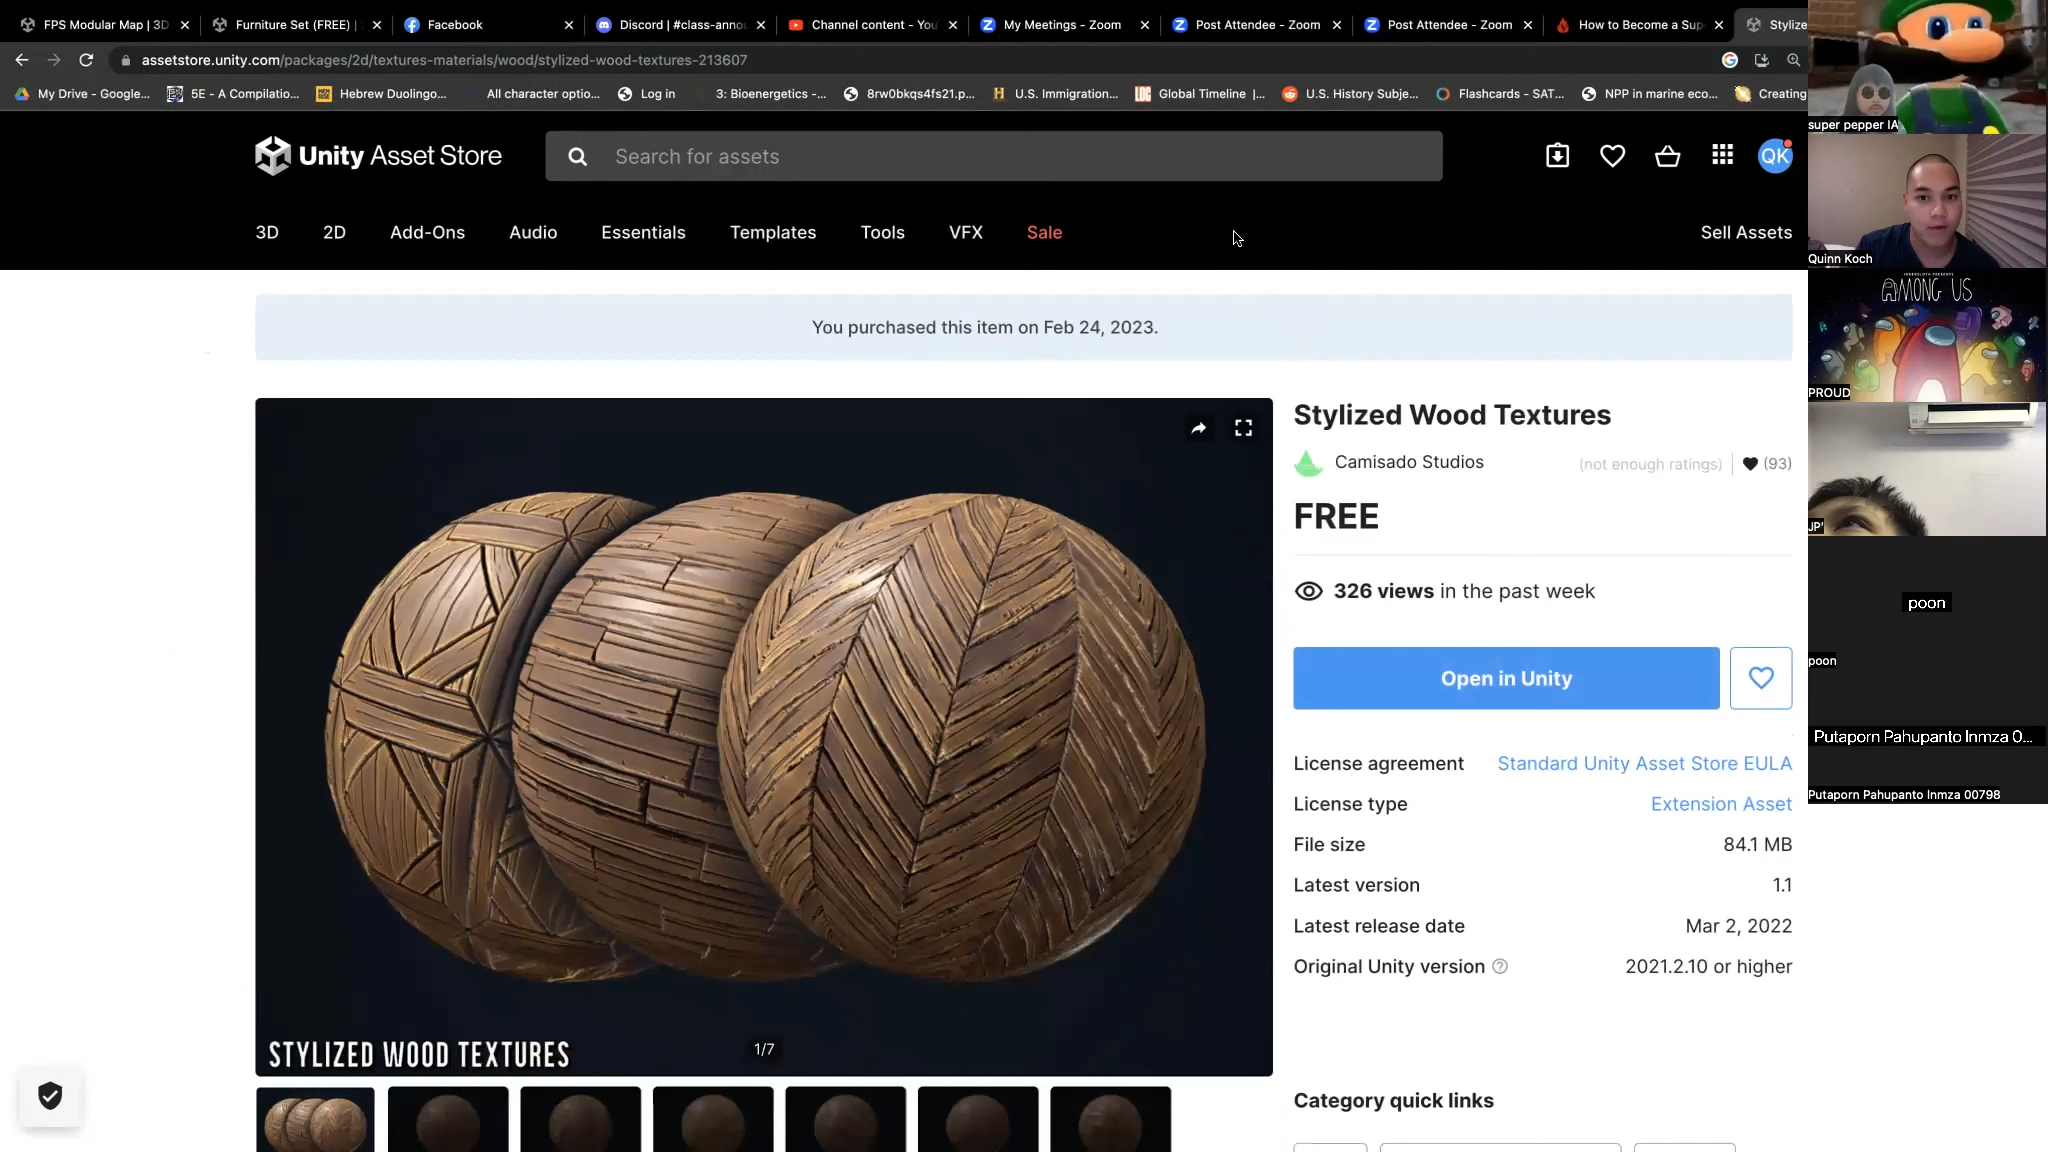 FPS Modular Map | 3D
Furniture Set (FREE) |
Facebook
Discord | #class-annou
Channel content - You
My Meetings - Zoom
Post Attendee - Zoom
Post Attendee - Zoom
How to Become a Sup
Stylize
assetstore.unity.com/packages/2d/textures-materials/wood/stylized-wood-textures-213607
My Drive - Google...
5E - A Compilatio...
Hebrew Duolingo...
All character optio...
Log in
3: Bioenergetics -...
8rw0bkqs4fs21.p...
U.S. Immigration...
Global Timeline |...
U.S. History Subje...
Flashcards - SAT...
NPP in marine eco...
Creating
super pepper IA
Unity Asset Store
Search for assets
QK
3D
2D
Add-Ons
Audio
Essentials
Templates
Tools
VFX
Sale
Sell Assets
Quinn Koch
INNERSLOTH PRESENTS
AMONG US
PROUD
You purchased this item on Feb 24, 2023.
Stylized Wood Textures
Camisado Studios
(not enough ratings)
(93)
FREE
JP'
326 views in the past week
poon
poon
Open in Unity
Putaporn Pahupanto Inmza 0...
Putaporn Pahupanto Inmza 00798
License agreement
Standard Unity Asset Store EULA
License type
Extension Asset
File size
84.1 MB
Latest version
1.1
Latest release date
Mar 2, 2022
Original Unity version
2021.2.10 or higher
STYLIZED WOOD TEXTURES
1/7
Category quick links